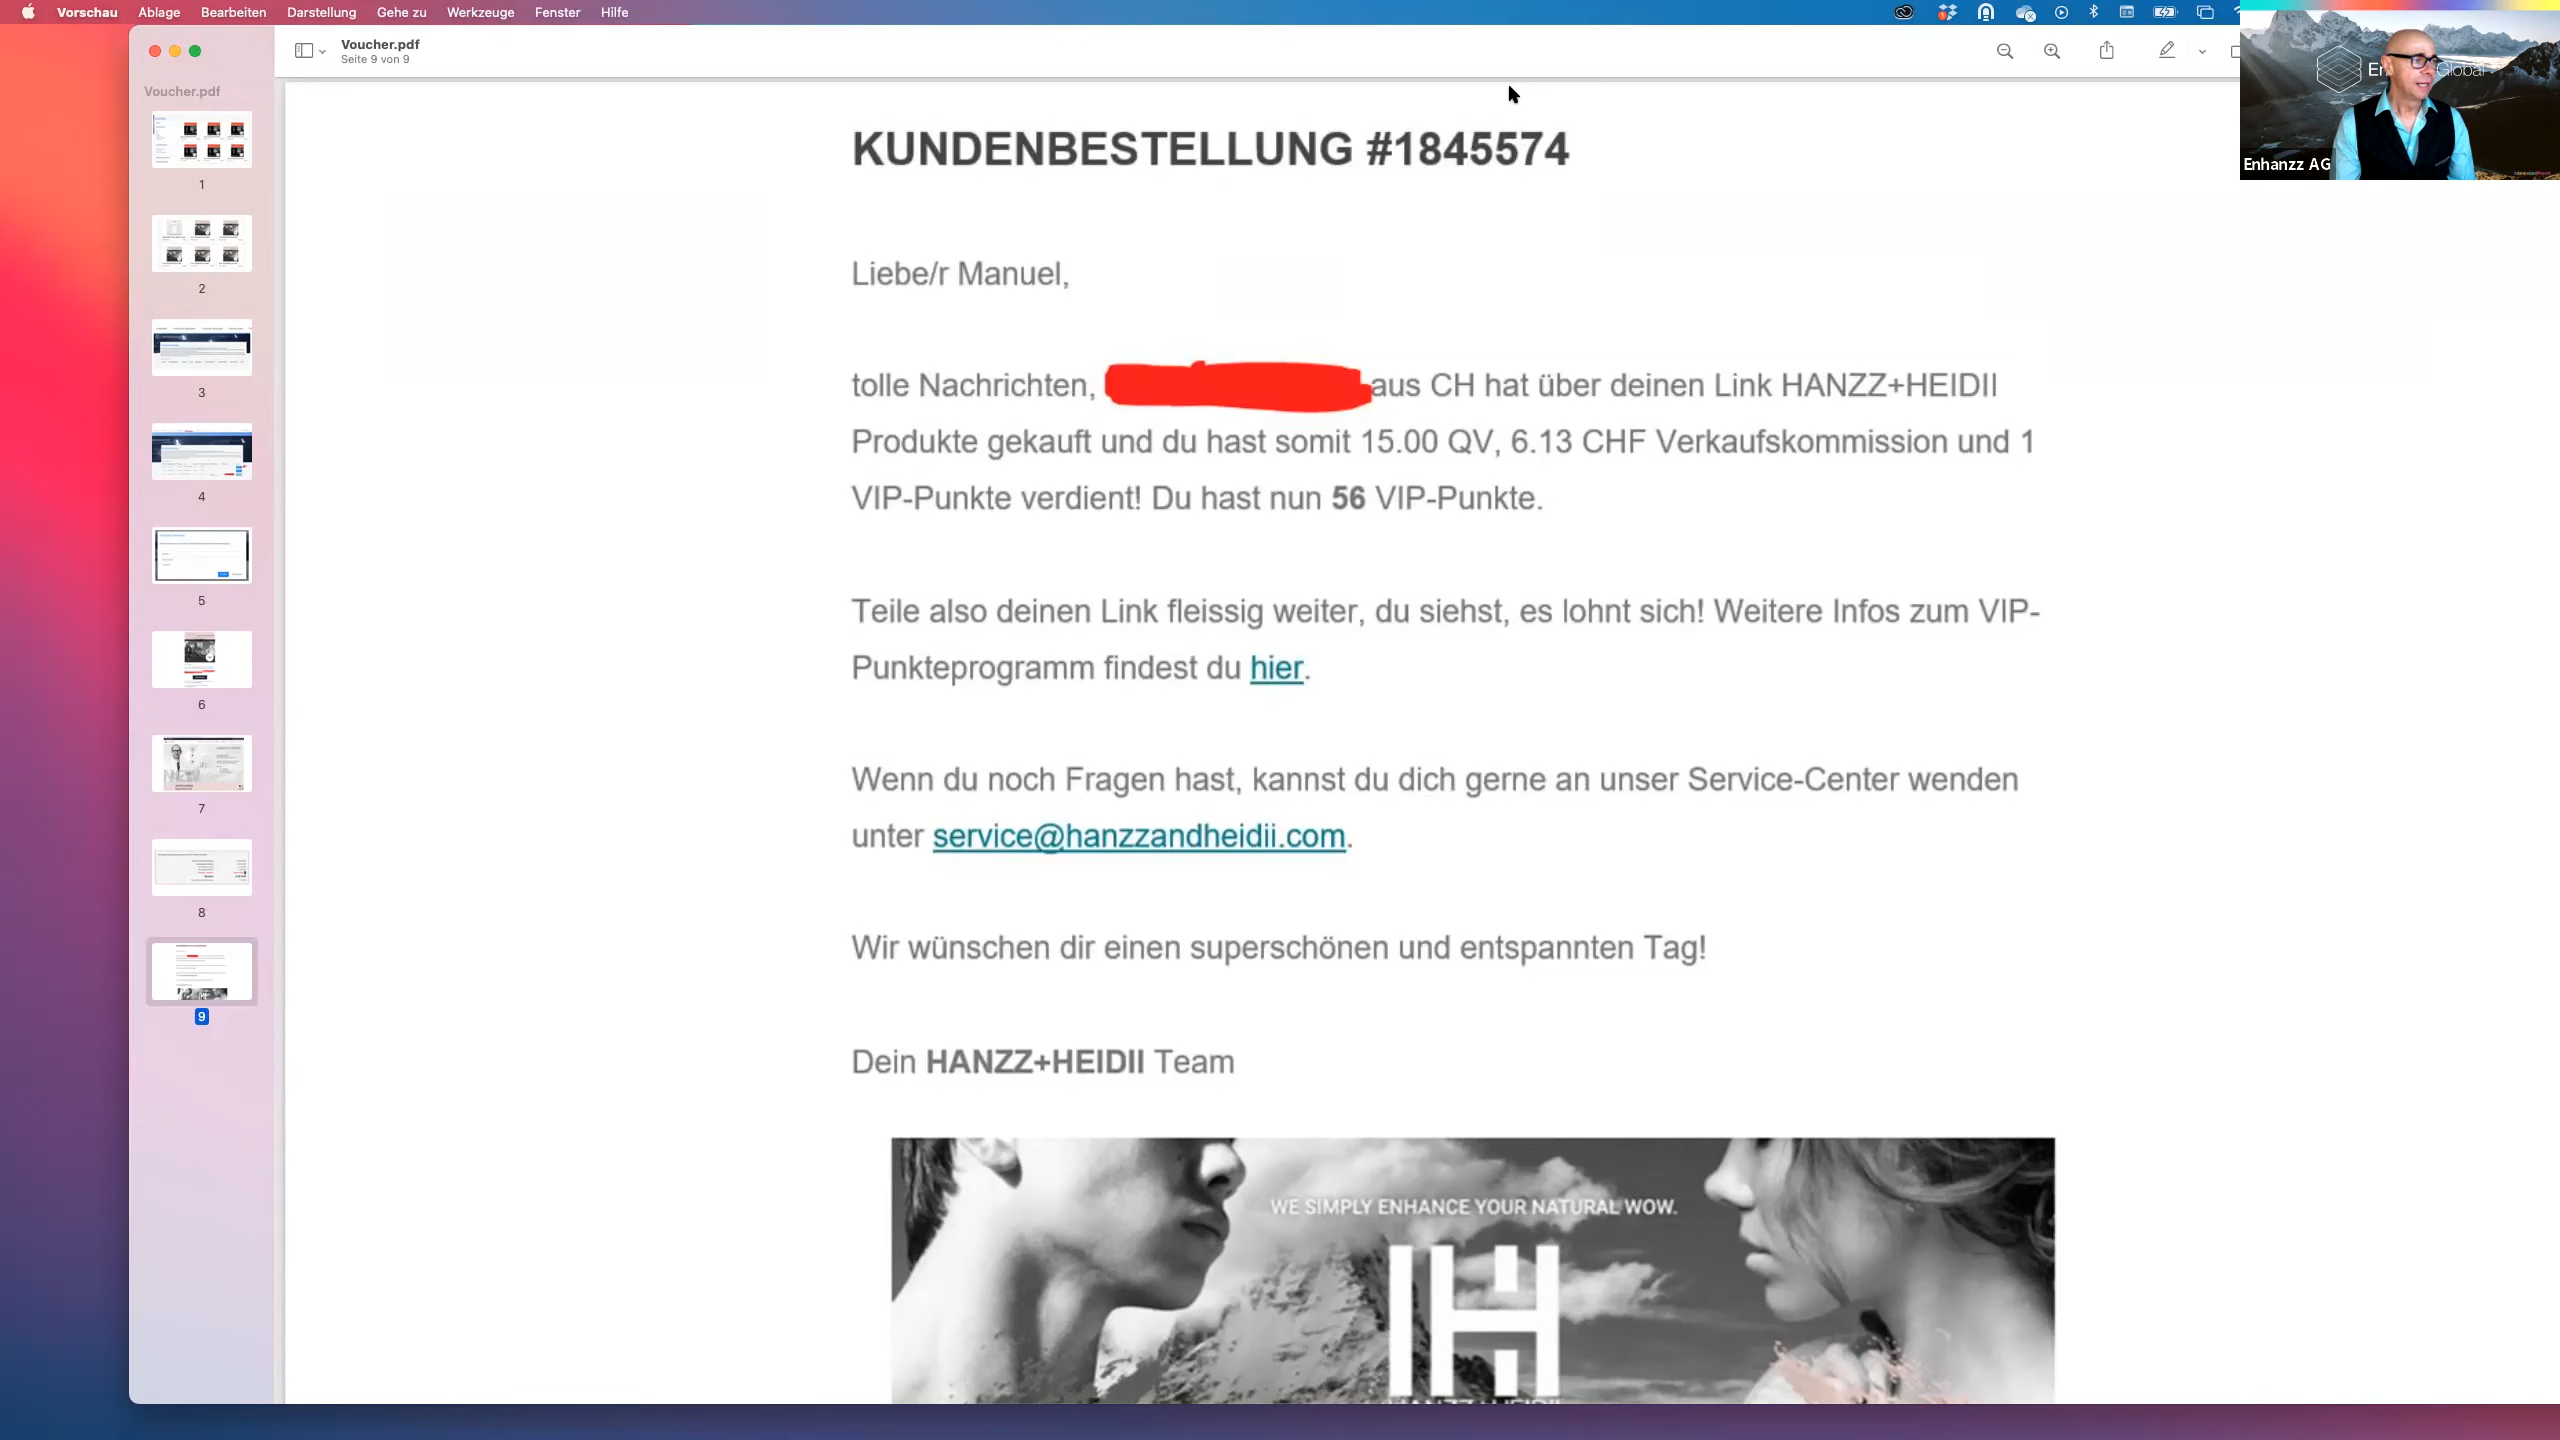 Vorschau Ablage Bearbeiten Darstellung Gehe zu Werkzeuge Fenster Hilfe
Voucher.pdf
Seite 9 von 9
Enhanzz AG
Voucher.pdf
1
2
3
4
5
6
7
8
9
KUNDENBESTELLUNG #1845574
Liebe/r Manuel,
tolle Nachrichten, aus CH hat über deinen Link HANZZ+HEIDII
Produkte gekauft und du hast somit 15.00 QV, 6.13 CHF Verkaufskommission und 1
VIP-Punkte verdient! Du hast nun 56 VIP-Punkte.
Teile also deinen Link fleissig weiter, du siehst, es lohnt sich! Weitere Infos zum VIP-
Punkteprogramm findest du hier.
Wenn du noch Fragen hast, kannst du dich gerne an unser Service-Center wenden
unter service@hanzzandheidii.com.
Wir wünschen dir einen superschönen und entspannten Tag!
Dein HANZZ+HEIDII Team
WE SIMPLY ENHANCE YOUR NATURAL WOW.